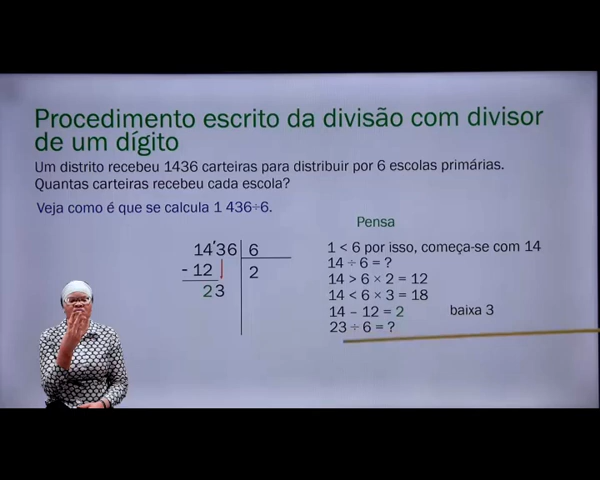 Procedimento escrito da divisão com divisor
de um dígito
Um distrito recebeu 1436 carteiras para distribuir por 6 escolas primárias.
Quantas carteiras recebeu cada escola?
Veja como é que se calcula 1 436÷6.
14′36 6
- 12 2
23
Pensa
1 < 6 por isso, começa-se com 14
14 ÷ 6 = ?
14 > 6 × 2 = 12
14 < 6 × 3 = 18
14 – 12 = 2 baixa 3
23 ÷ 6 = ?